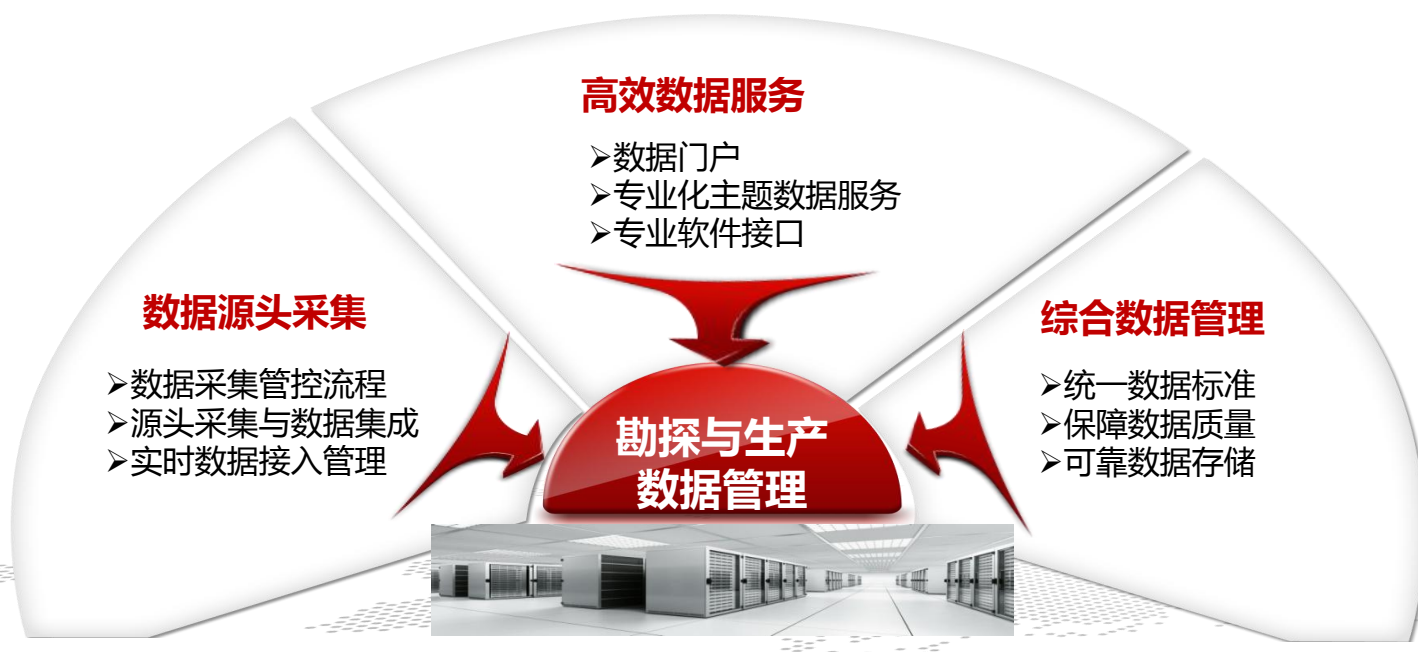 高效数据服务
➢数据门户
➢专业化主题数据服务
➢专业软件接口
数据源头采集
➢数据采集管控流程
➢源头采集与数据集成
➢实时数据接入管理
综合数据管理
➢统一数据标准
➢保障数据质量
➢可靠数据存储
勘探与生产
数据管理